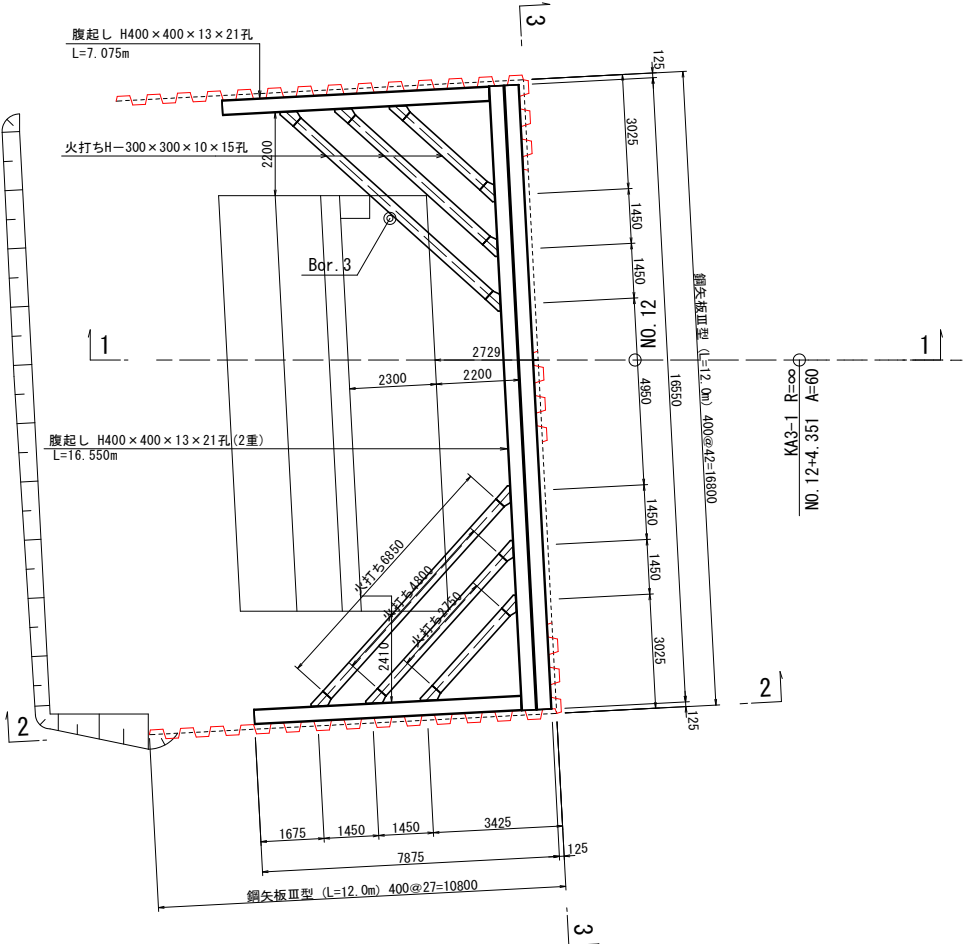 3
腹起し H400×400×13×21孔
L=7.075m
125
3025
火打ちH-300×300×10×15孔
2200
1450
Bor.3
1450
鋼矢板Ⅲ型 (L=12.0m) 400@42=16800
NO.12
1
2729
1
2300
2200
4950
16550
KA3-1 R=∞
NO.12+4.351 A=60
腹起し H400×400×13×21孔(2重)
L=16.550m
1450
火打ち6850
火打ち4800
火打ち2750
1450
2410
3025
2
2
125
1675
1450
1450
3425
7875
125
鋼矢板Ⅲ型 (L=12.0m) 400@27=10800
3